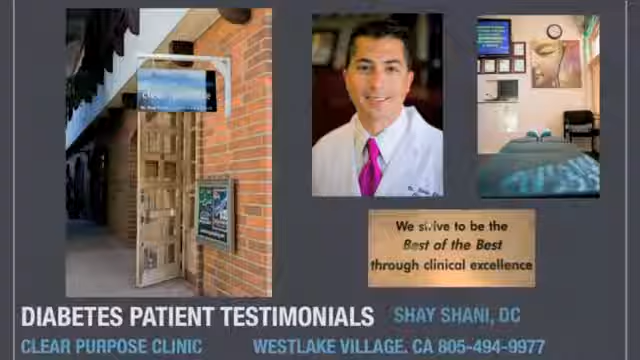 We strive to be the
Best of the Best
through clinical excellence
DIABETES PATIENT TESTIMONIALS SHAY SHANI, DC
CLEAR PURPOSE CLINIC WESTLAKE VILLAGE. CA 805-494-9977